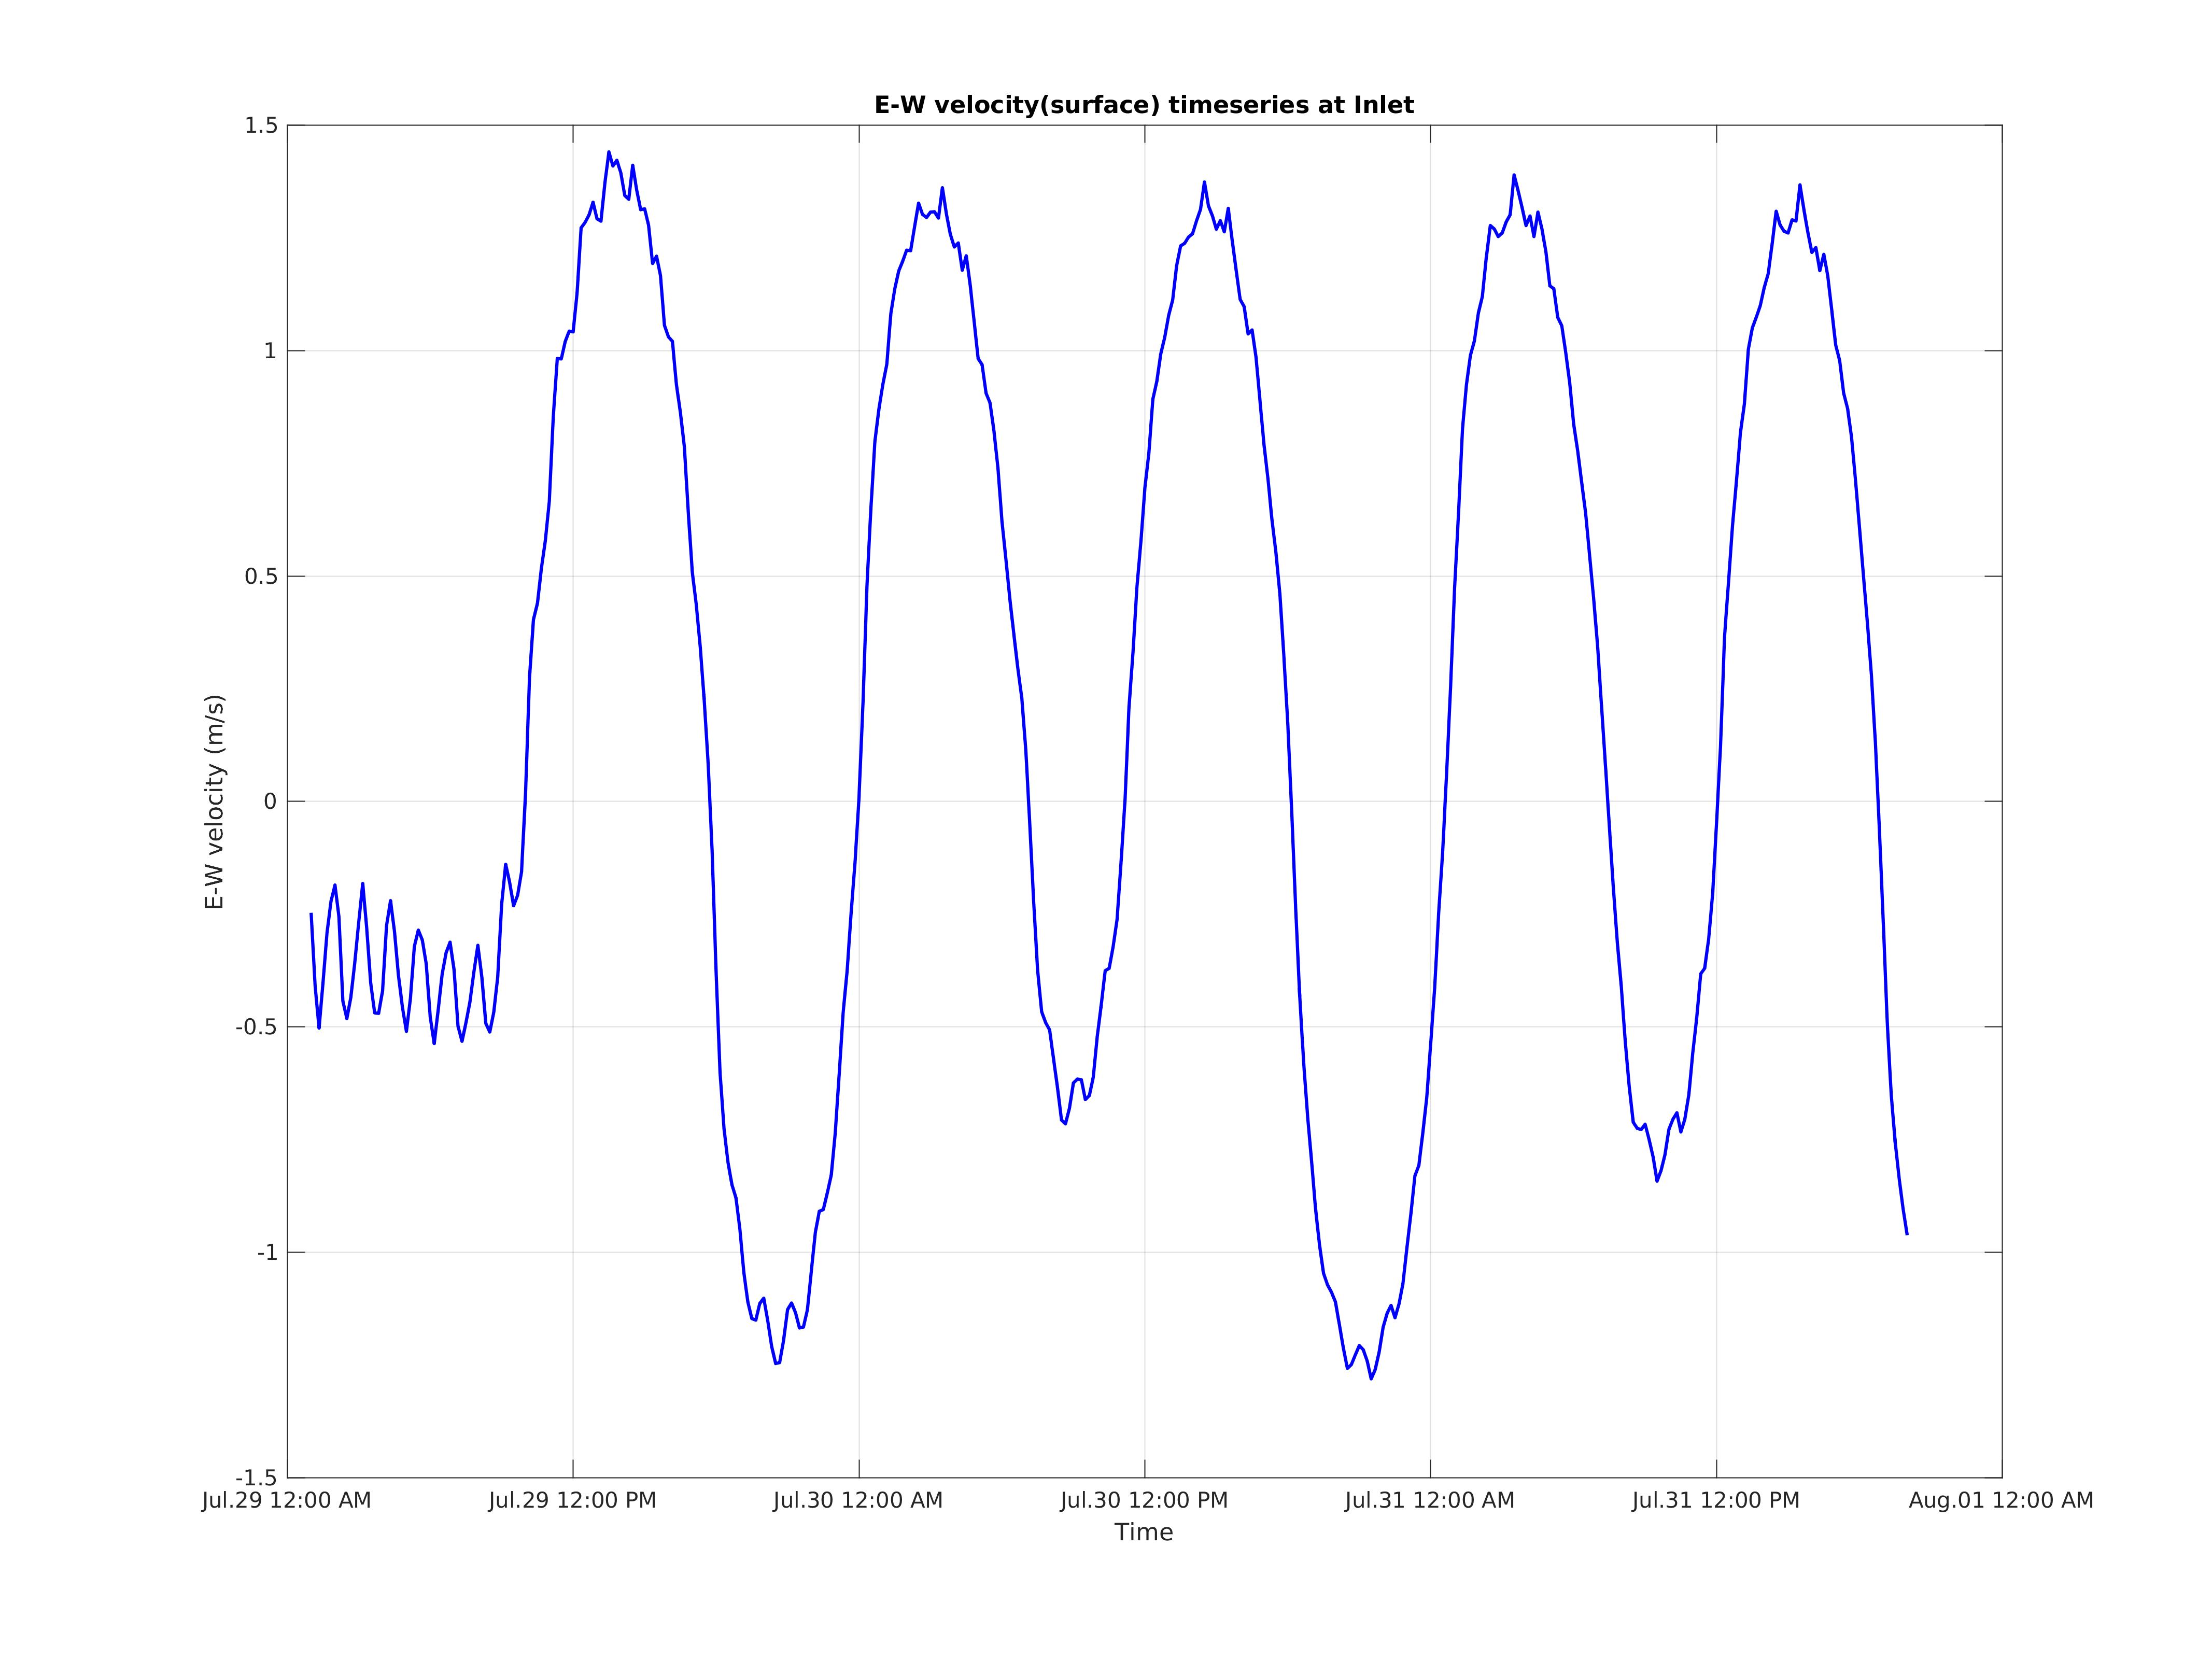 E-W velocity(surface) timeseries at Inlet
1.5
1
0.5
0
-0.5
-1
-1.5
E-W velocity (m/s)
Jul.29 12:00 AM
Jul.29 12:00 PM
Jul.30 12:00 AM
Jul.30 12:00 PM
Jul.31 12:00 AM
Jul.31 12:00 PM
Aug.01 12:00 AM
Time